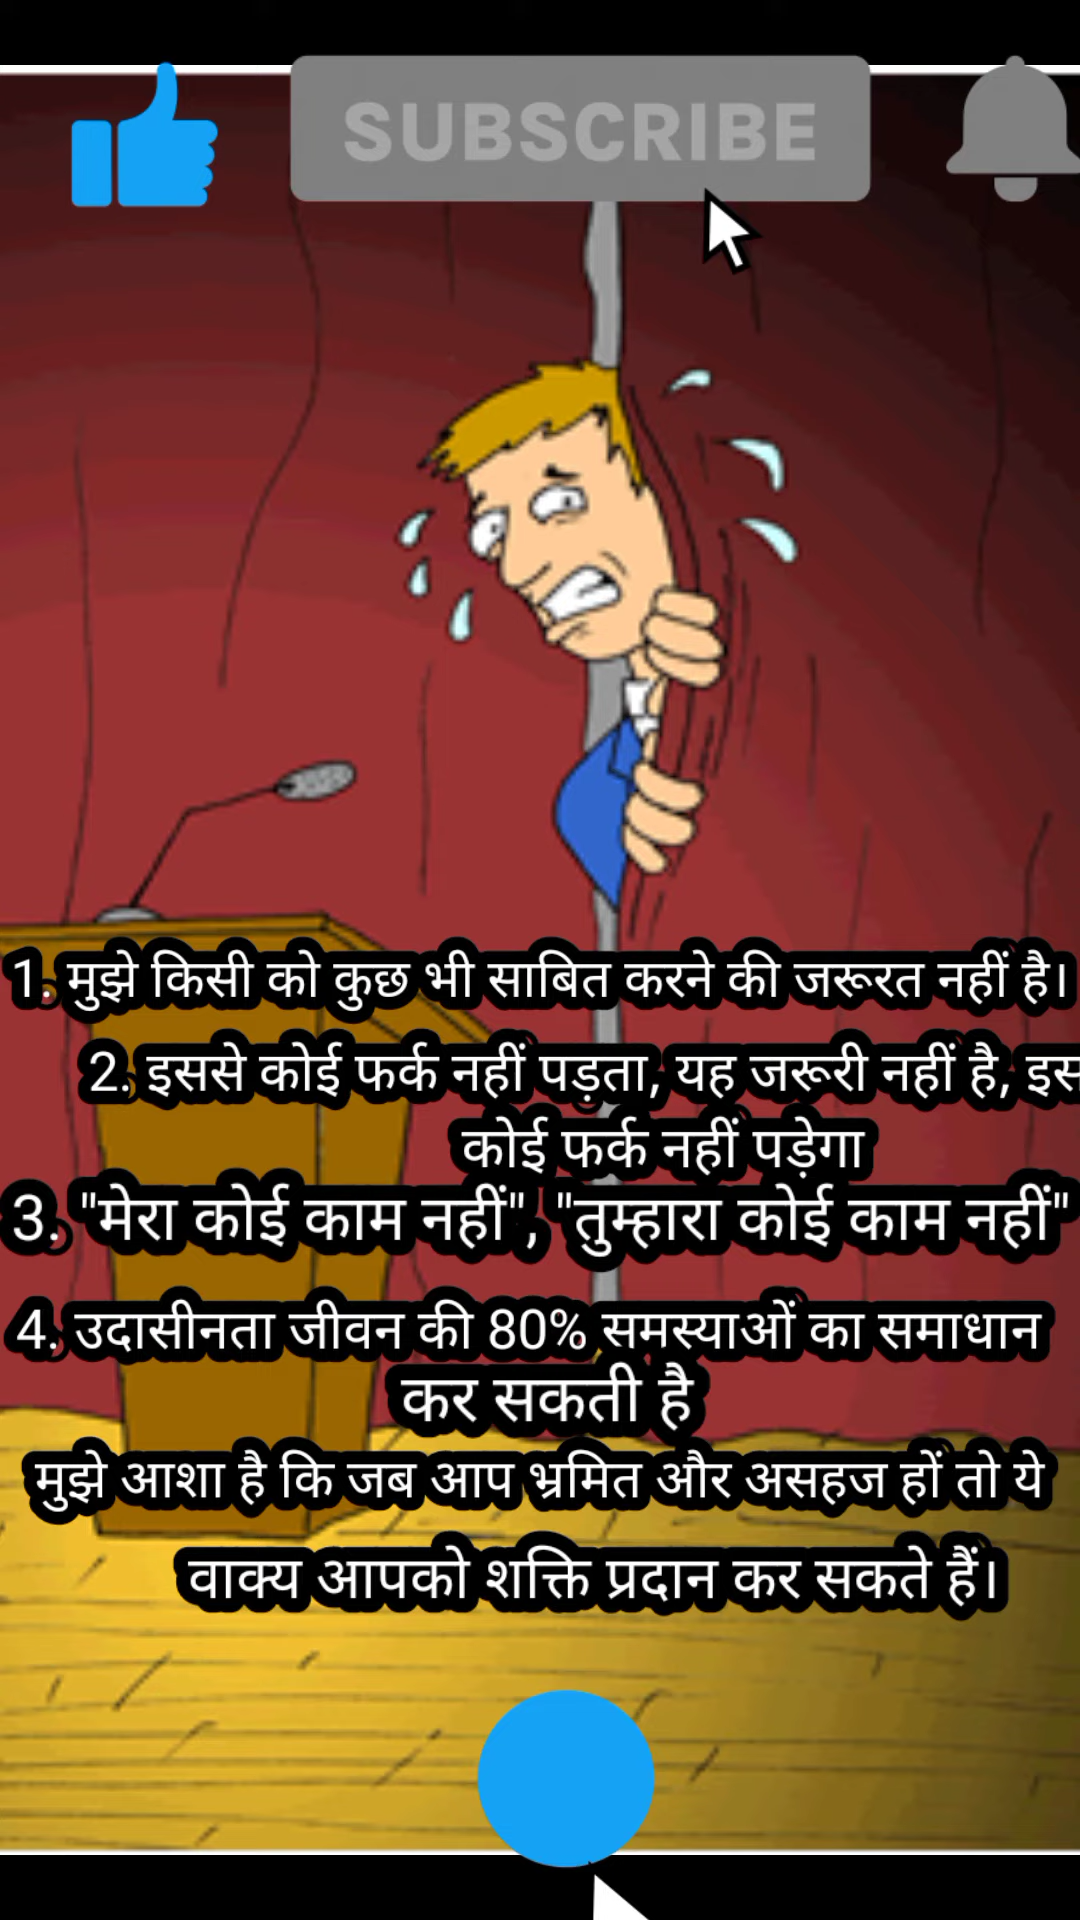 SUBSCRIBE
1. मुझे किसी को कुछ भी साबित करने की जरूरत नहीं है।
2. इससे कोई फर्क नहीं पड़ता, यह जरूरी नहीं है, इस
कोई फर्क नहीं पड़ेगा
3. "मेरा कोई काम नहीं", "तुम्हारा कोई काम नहीं"
4. उदासीनता जीवन की 80% समस्याओं का समाधान
कर सकती है
मुझे आशा है कि जब आप भ्रमित और असहज हों तो ये
वाक्य आपको शक्ति प्रदान कर सकते हैं।